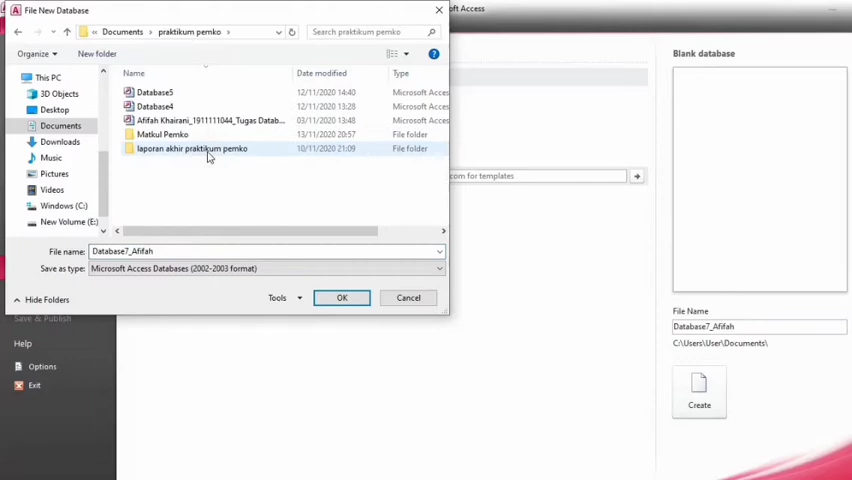 File New Database
soft Access
« Documents › praktikum pemko ›
Search praktikum pemko
Organize
New folder
Blank database
Name
Date modified
Type
This PC
3D Objects
Desktop
Documents
Downloads
Music
Pictures
Videos
Windows (C:)
New Volume (E:)
Database5 12/11/2020 14:40 Microsoft Acces
Database4 12/11/2020 13:28 Microsoft Acces
Afifah Khairani_1911111044_Tugas Datab... 03/11/2020 13:48 Microsoft Acces
Matkul Pemko 13/11/2020 20:57 File folder
laporan akhir praktikum pemko 10/11/2020 21:09 File folder
com for templates
File name: Database7_Afifah
Save as type: Microsoft Access Databases (2002-2003 format)
Hide Folders
Tools
OK
Cancel
Save & Publish
Help
Options
Exit
File Name
Database7_Afifah
C:\Users\User\Documents\
Create